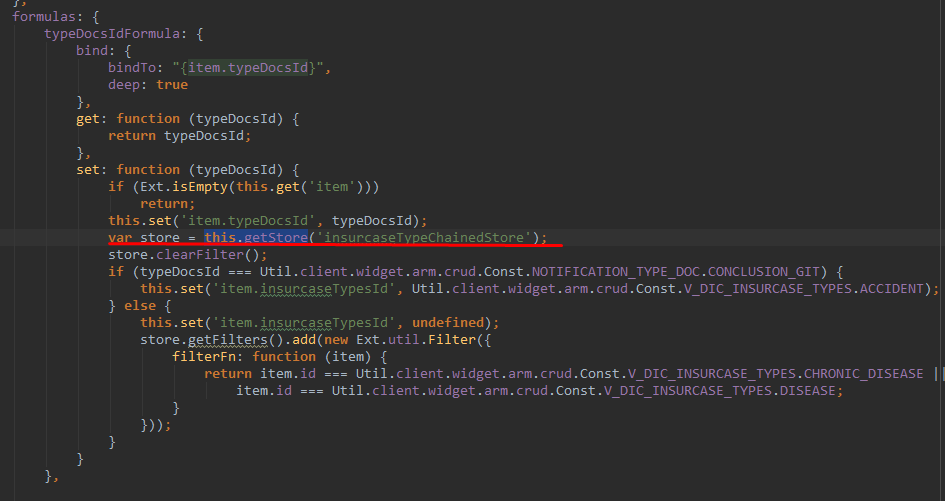 },
formulas: {
typeDocsIdFormula: {
bind: {
bindTo: "{item.typeDocsId}",
deep: true
},
get: function (typeDocsId) {
return typeDocsId;
},
set: function (typeDocsId) {
if (Ext.isEmpty(this.get('item')))
return;
this.set('item.typeDocsId', typeDocsId);
var store = this.getStore('insurcaseTypeChainedStore');
store.clearFilter();
if (typeDocsId === Util.client.widget.arm.crud.Const.NOTIFICATION_TYPE_DOC.CONCLUSION_GIT) {
this.set('item.insurcaseTypesId', Util.client.widget.arm.crud.Const.V_DIC_INSURCASE_TYPES.ACCIDENT);
} else {
this.set('item.insurcaseTypesId', undefined);
store.getFilters().add(new Ext.util.Filter({
filterFn: function (item) {
return item.id === Util.client.widget.arm.crud.Const.V_DIC_INSURCASE_TYPES.CHRONIC_DISEASE ||
item.id === Util.client.widget.arm.crud.Const.V_DIC_INSURCASE_TYPES.DISEASE;
}
}));
}
}
},